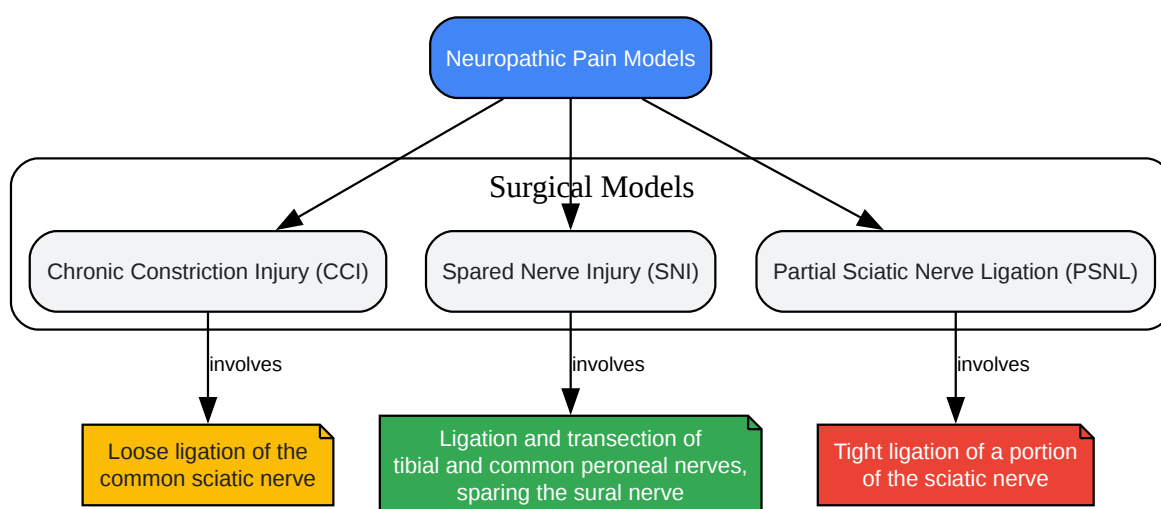 Neuropathic Pain Models
Surgical Models
Chronic Constriction Injury (CCI)
Spared Nerve Injury (SNI)
Partial Sciatic Nerve Ligation (PSNL)
involves
involves
involves
Loose ligation of the
common sciatic nerve
Ligation and transection of
tibial and common peroneal nerves,
sparing the sural nerve
Tight ligation of a portion
of the sciatic nerve